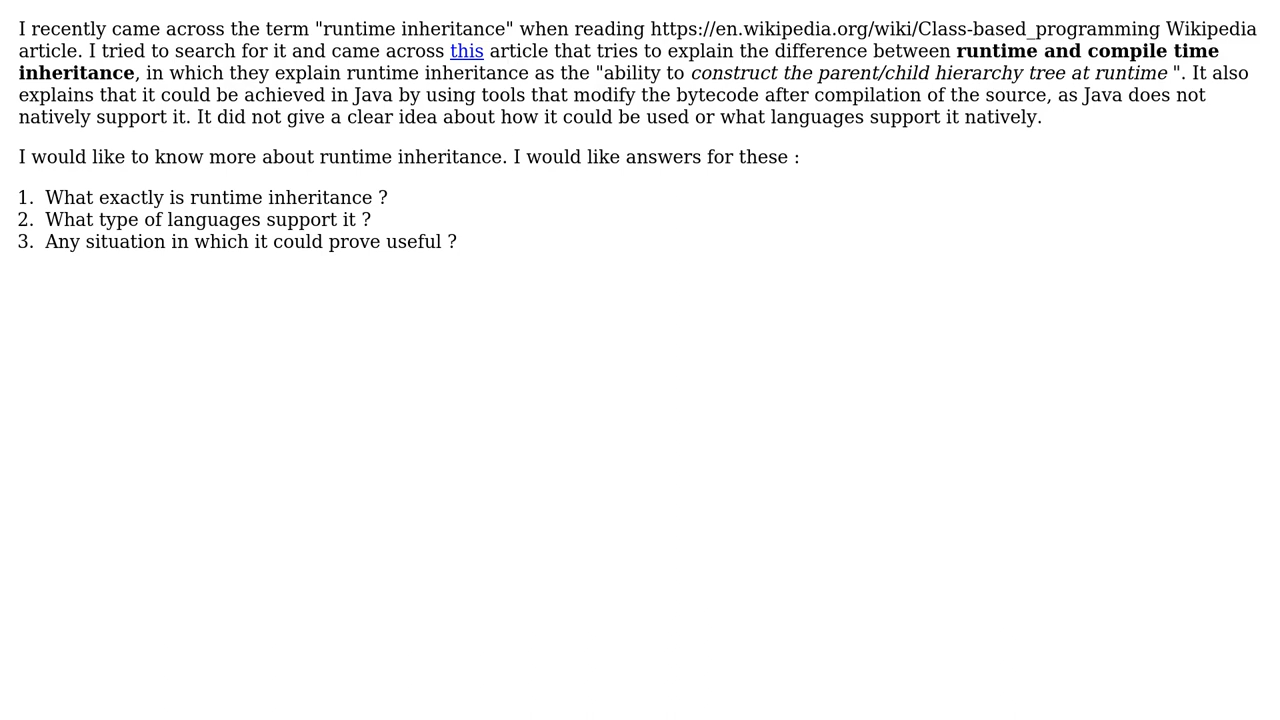 I recently came across the term "runtime inheritance" when reading https://en.wikipedia.org/wiki/Class-based_programming Wikipedia
article. I tried to search for it and came across this article that tries to explain the difference between runtime and compile time
inheritance, in which they explain runtime inheritance as the "ability to construct the parent/child hierarchy tree at runtime ". It also
explains that it could be achieved in Java by using tools that modify the bytecode after compilation of the source, as Java does not
natively support it. It did not give a clear idea about how it could be used or what languages support it natively.
I would like to know more about runtime inheritance. I would like answers for these :
1. What exactly is runtime inheritance ?
2. What type of languages support it ?
3. Any situation in which it could prove useful ?